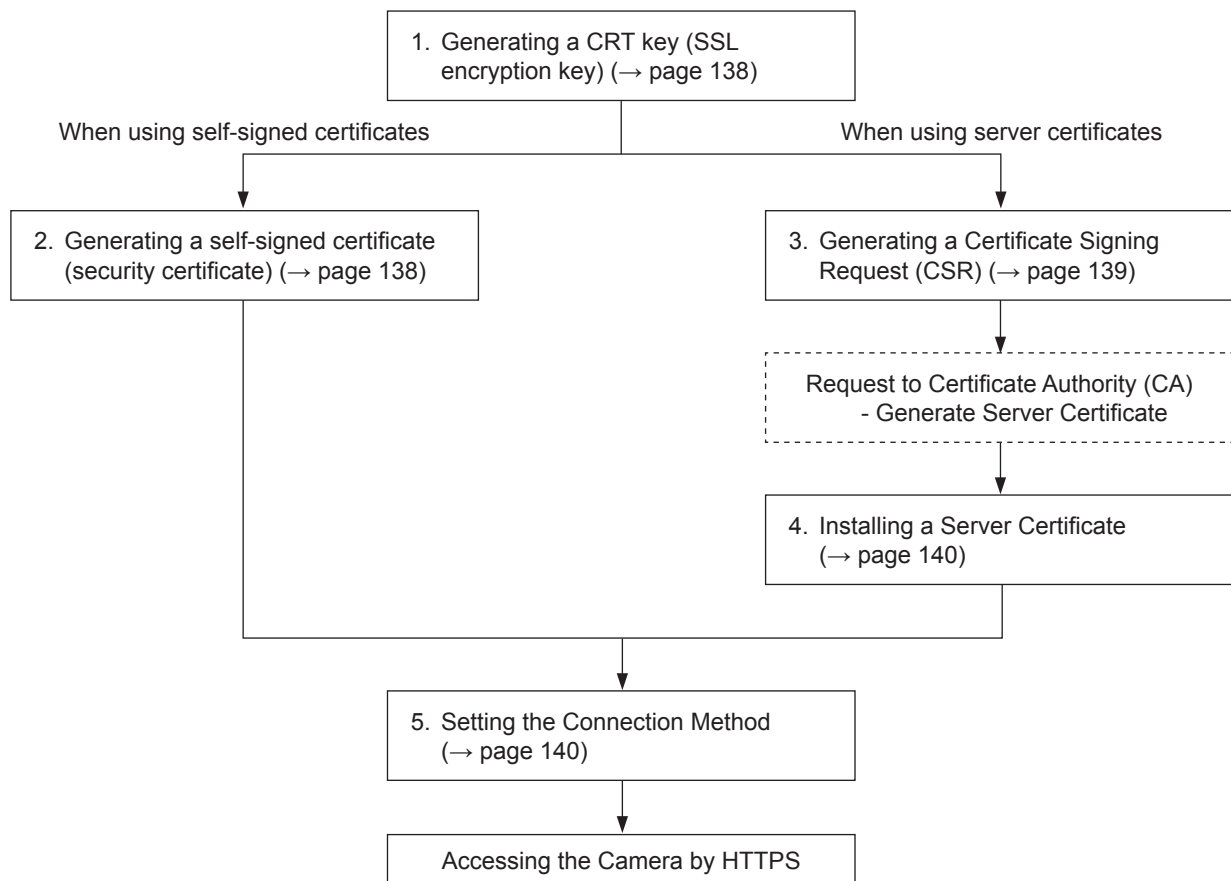 1. Generating a CRT key (SSL
encryption key) (→ page 138)
When using self-signed certificates
When using server certificates
2. Generating a self-signed certificate
(security certificate) (→ page 138)
3. Generating a Certificate Signing
Request (CSR) (→ page 139)
Request to Certificate Authority (CA)
- Generate Server Certificate
4. Installing a Server Certificate
(→ page 140)
5. Setting the Connection Method
(→ page 140)
Accessing the Camera by HTTPS